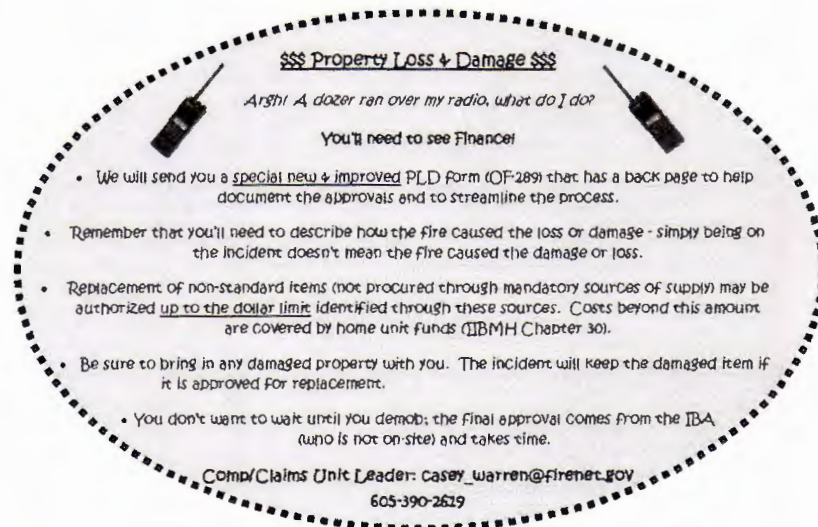 $$$ Property Loss & Damage $$$
Argh! A dozer ran over my radio, what do I do?
You'll need to see Finance!
• We will send you a special new & improved PLD form (OF-289) that has a back page to help
document the approvals and to streamline the process.
• Remember that you'll need to describe how the fire caused the loss or damage - simply being on
the incident doesn't mean the fire caused the damage or loss.
• Replacement of non-standard items (not procured through mandatory sources of supply) may be
authorized up to the dollar limit identified through these sources. Costs beyond this amount
are covered by home unit funds (IIBMH Chapter 30).
• Be sure to bring in any damaged property with you. The incident will keep the damaged item if
it is approved for replacement.
• You don't want to wait until you demob; the final approval comes from the IBA
(who is not on-site) and takes time.
Comp/Claims Unit Leader: casey_warren@firenet.gov
605-390-2619